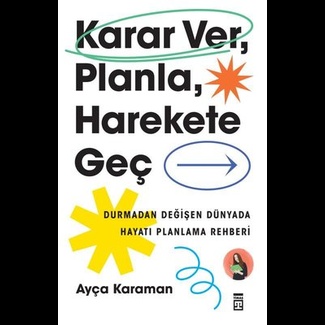 Karar Ver,
Planla,
Harekete
Geç
DURMADAN DEĞİŞEN DÜNYADA
HAYATI PLANLAMA REHBERİ
Ayça Karaman